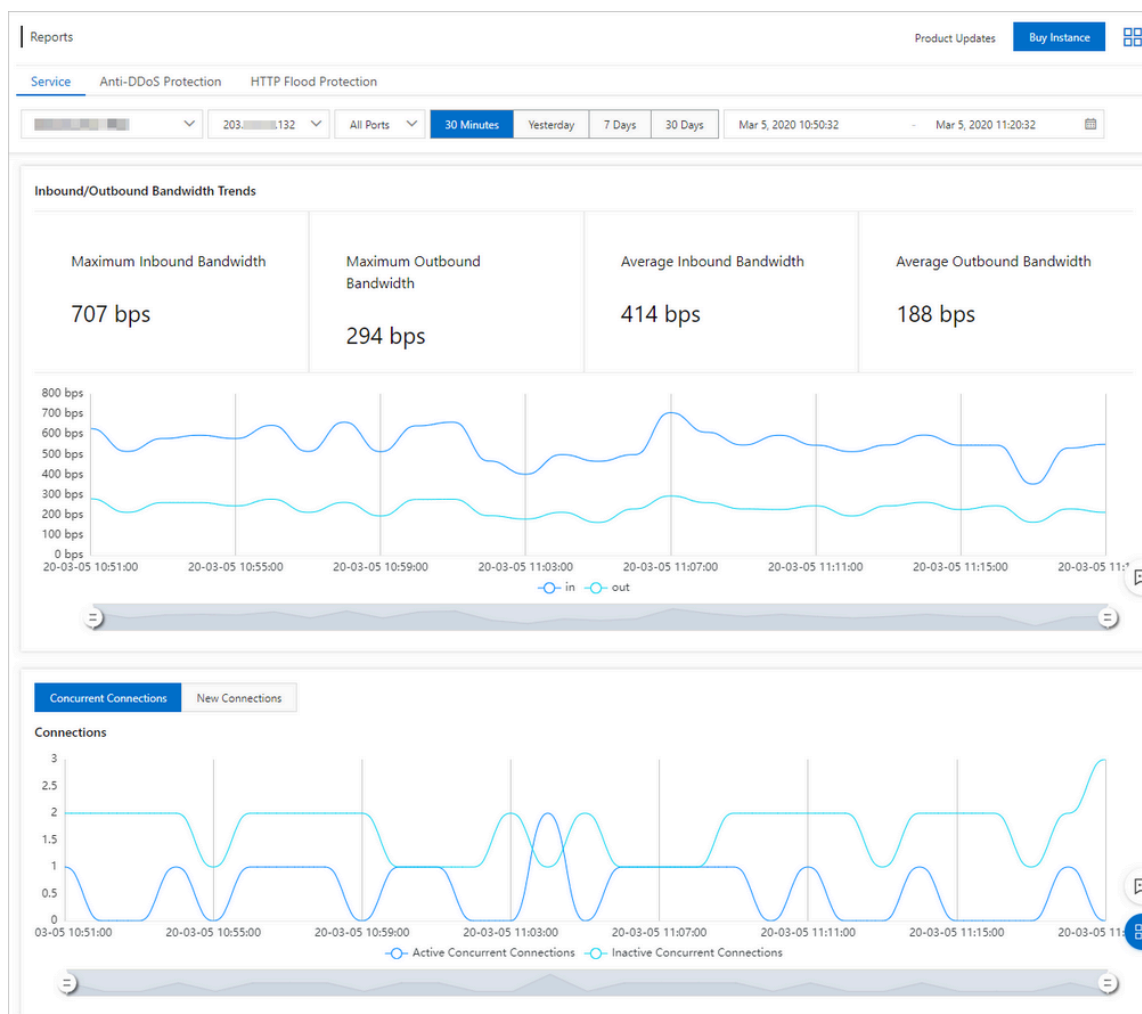 Reports
Product Updates
Buy Instance
Service Anti-DDoS Protection HTTP Flood Protection
203. .132 All Ports 30 Minutes Yesterday 7 Days 30 Days Mar 5, 2020 10:50:32 - Mar 5, 2020 11:20:32
Inbound/Outbound Bandwidth Trends
Maximum Inbound Bandwidth
707 bps
Maximum Outbound
Bandwidth
294 bps
Average Inbound Bandwidth
414 bps
Average Outbound Bandwidth
188 bps
800 bps
700 bps
600 bps
500 bps
400 bps
300 bps
200 bps
100 bps
0 bps
20-03-05 10:51:00 20-03-05 10:55:00 20-03-05 10:59:00 20-03-05 11:03:00 20-03-05 11:07:00 20-03-05 11:11:00 20-03-05 11:15:00 20-03-05 11:1
in out
Concurrent Connections New Connections
Connections
3
2.5
2
1.5
1
0.5
0
03-05 10:51:00 20-03-05 10:55:00 20-03-05 10:59:00 20-03-05 11:03:00 20-03-05 11:07:00 20-03-05 11:11:00 20-03-05 11:15:00 20-03-05 11:
Active Concurrent Connections Inactive Concurrent Connections